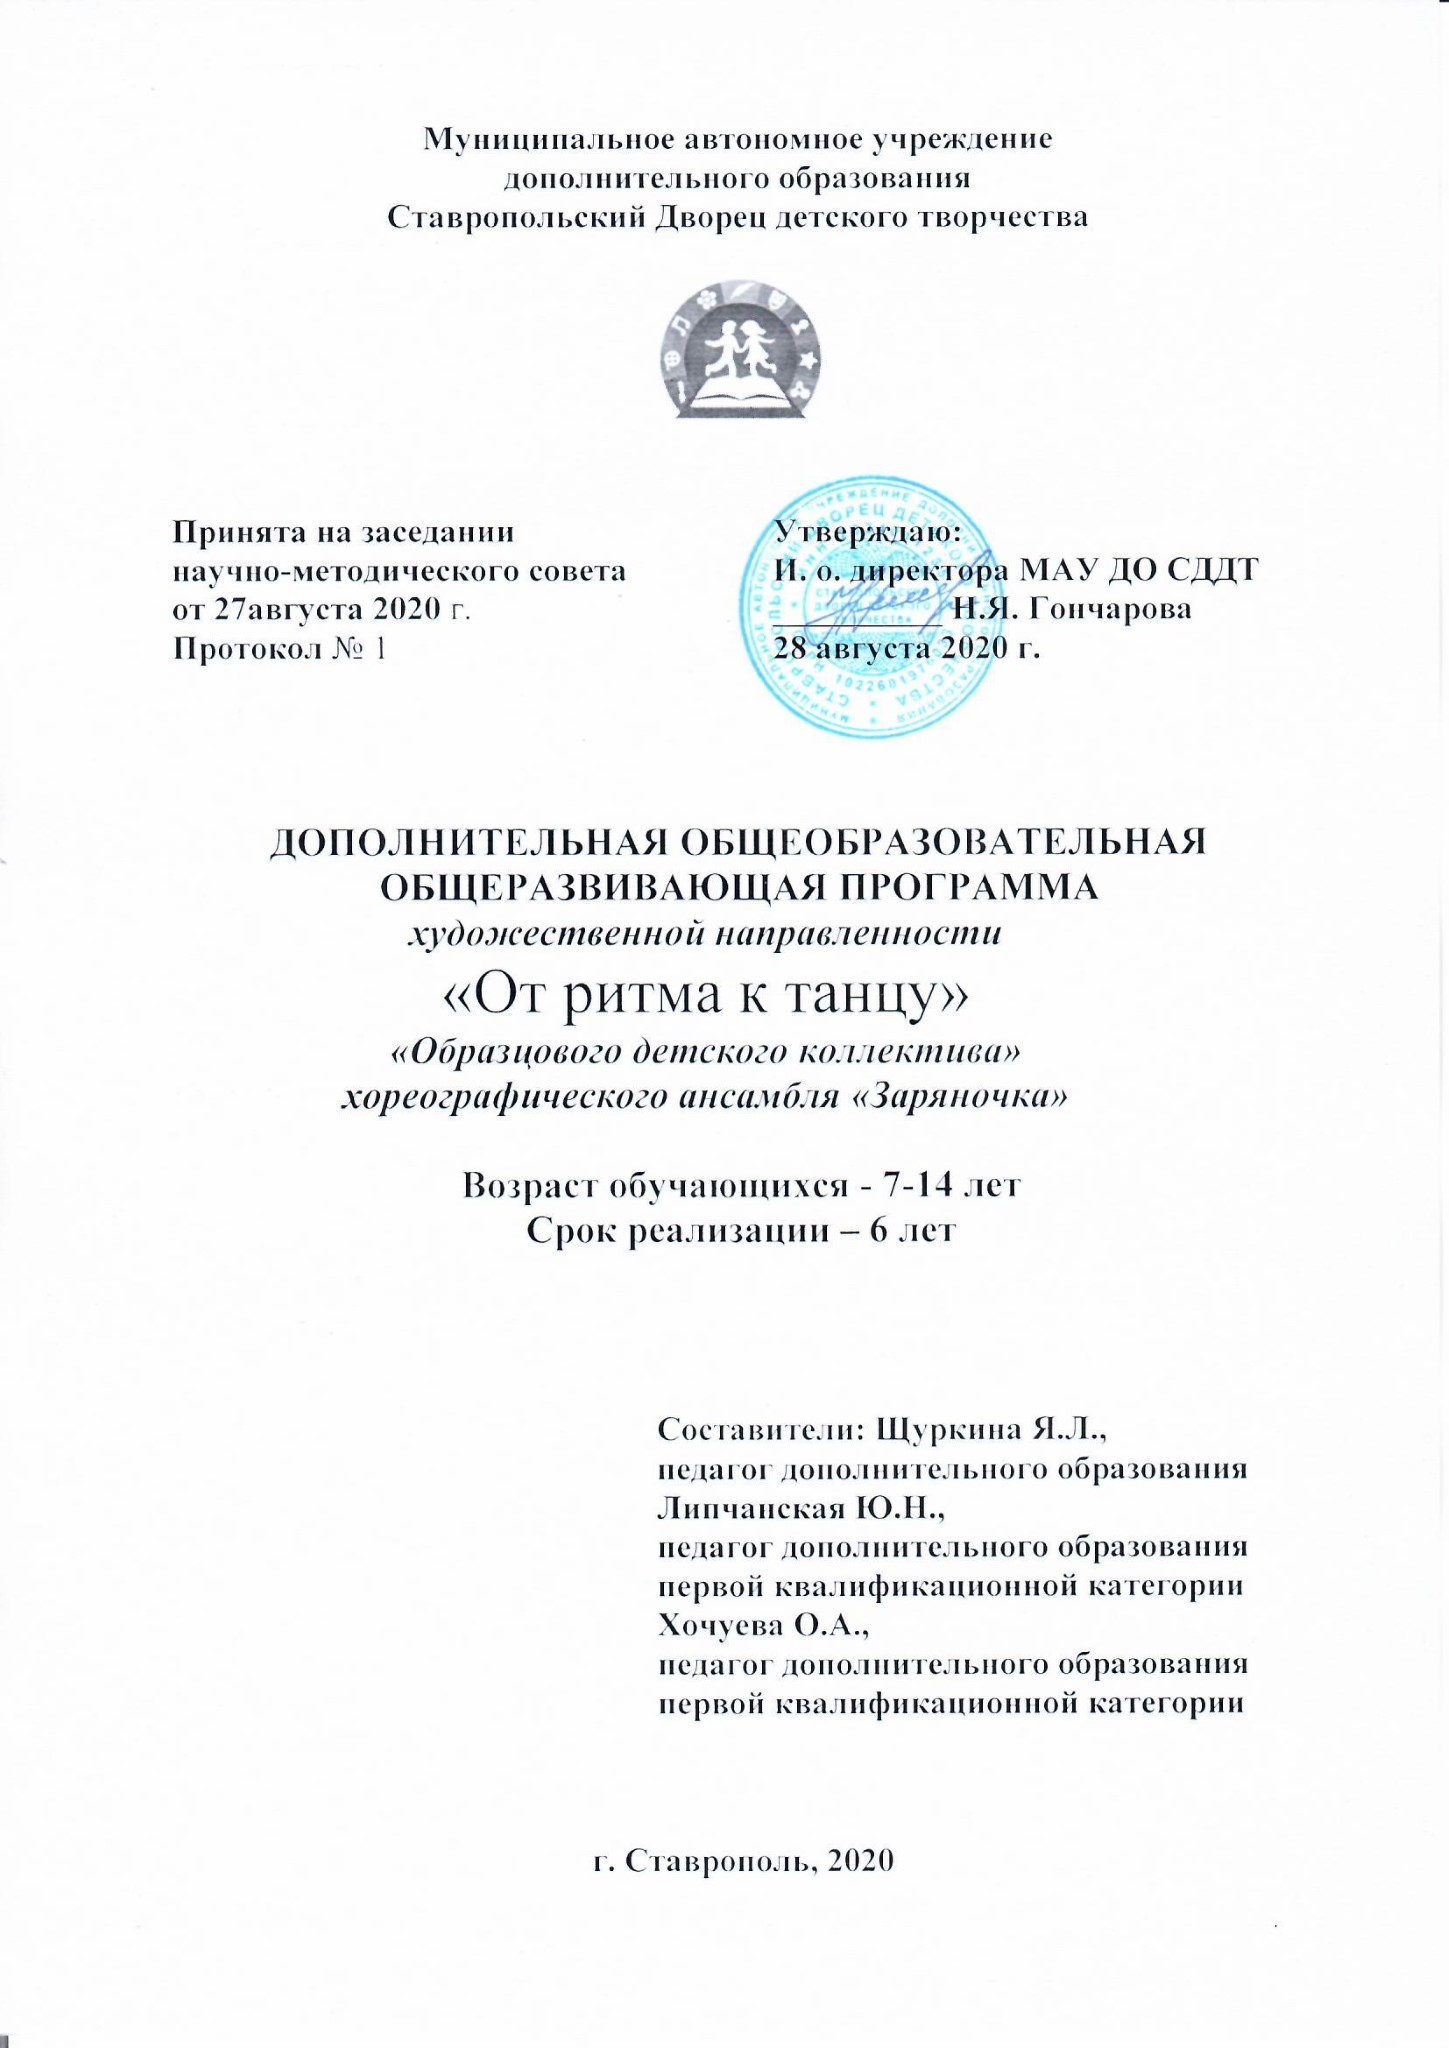 Муниципальное автономное учреждение
дополнительного образования
Ставропольский Дворец детского творчества
Принята на заседании
научно-методического совета
от 27августа 2020 г.
Протокол № 1
Утверждаю:
И. о. директора МАУ ДО СДДТ
__________ Н.Я. Гончарова
28 августа 2020 г.
ДОПОЛНИТЕЛЬНАЯ ОБЩЕОБРАЗОВАТЕЛЬНАЯ
ОБЩЕРАЗВИВАЮЩАЯ ПРОГРАММА
художественной направленности
«От ритма к танцу»
«Образцового детского коллектива»
хореографического ансамбля «Заряночка»
Возраст обучающихся - 7-14 лет
Срок реализации – 6 лет
Составители: Щуркина Я.Л.,
педагог дополнительного образования
Липчанская Ю.Н.,
педагог дополнительного образования
первой квалификационной категории
Хочуева О.А.,
педагог дополнительного образования
первой квалификационной категории
г. Ставрополь, 2020